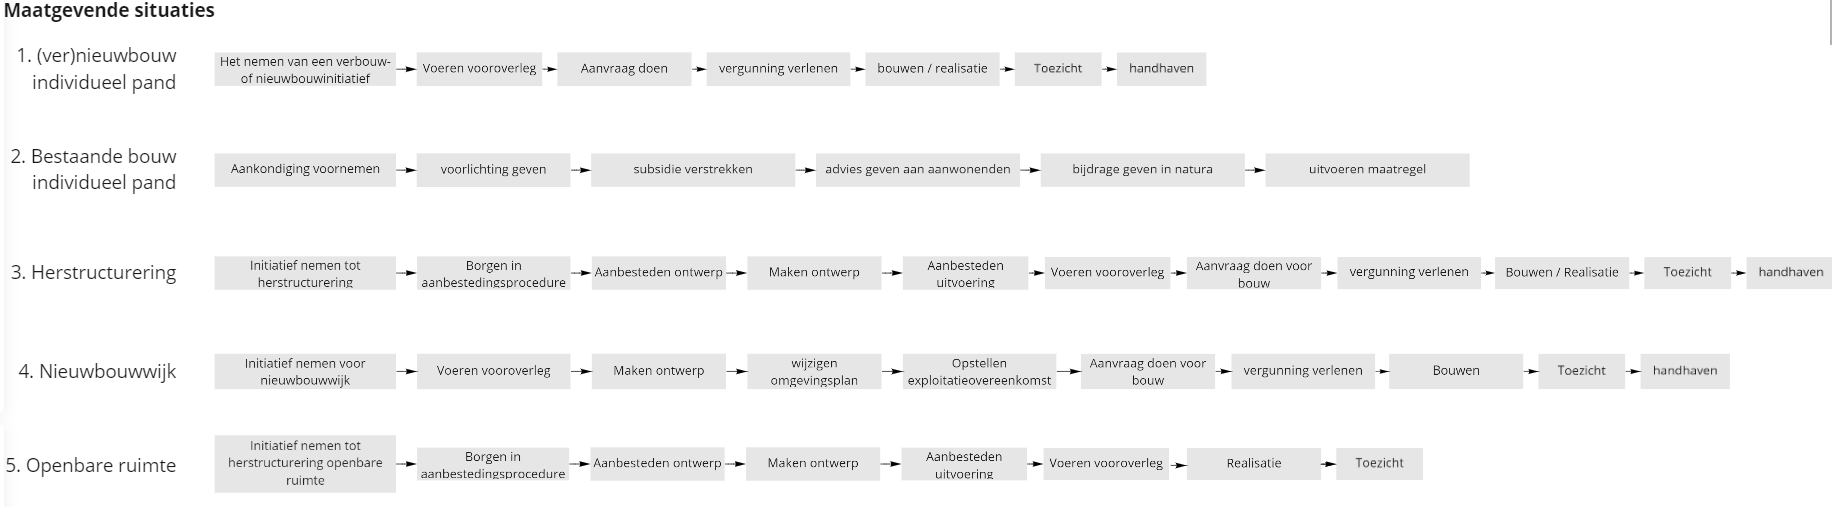 Maatgevende situaties
1. (ver)nieuwbouw
individueel pand
Het nemen van een verbouw-
of nieuwbouwinitiatief
Voeren vooroverleg
Aanvraag doen
vergunning verlenen
bouwen / realisatie
Toezicht
handhaven
2. Bestaande bouw
individueel pand
Aankondiging voornemen
voorlichting geven
subsidie verstrekken
advies geven aan aanwonenden
bijdrage geven in natura
uitvoeren maatregel
3. Herstructurering
Initiatief nemen tot
herstructurering
Borgen in
aanbestedingsprocedure
Aanbesteden ontwerp
Maken ontwerp
Aanbesteden
uitvoering
Voeren vooroverleg
Aanvraag doen voor
bouw
vergunning verlenen
Bouwen / Realisatie
Toezicht
handhaven
4. Nieuwbouwwijk
Initiatief nemen voor
nieuwbouwwijk
Voeren vooroverleg
Maken ontwerp
wijzigen
omgevingsplan
Opstellen
exploitatieovereenkomst
Aanvraag doen voor
bouw
vergunning verlenen
Bouwen
Toezicht
handhaven
5. Openbare ruimte
Initiatief nemen tot
herstructurering openbare
ruimte
Borgen in
aanbestedingsprocedure
Aanbesteden ontwerp
Maken ontwerp
Aanbesteden
uitvoering
Voeren vooroverleg
Realisatie
Toezicht